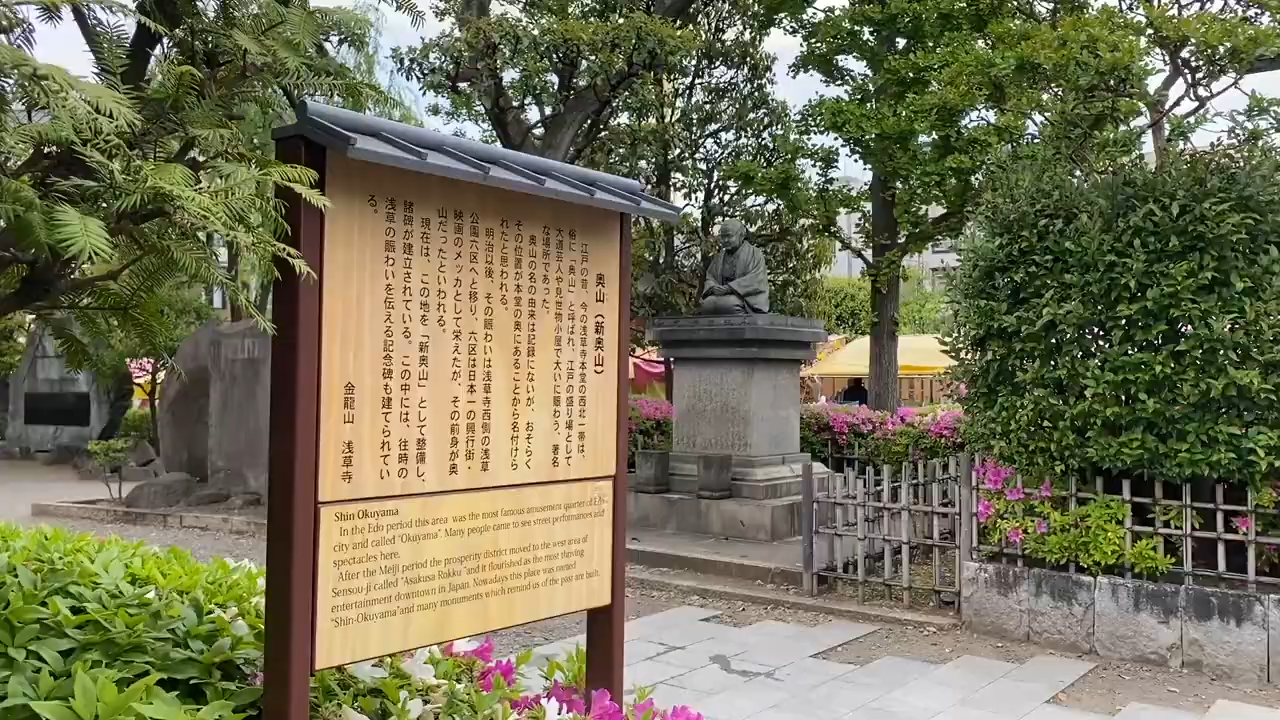 奥山（新奥山）
江戸の昔、今の浅草寺本堂の西北一帯は、
俗に「奥山」と呼ばれ、江戸の盛り場として
大道芸人や見世物小屋で大いに賑わう、著名
な場所であった。
奥山の名の由来は記録にないが、おそらく
その位置が本堂の奥にあることから名付けら
れたと思われる。
明治以後、その賑わいは浅草寺西側の浅草
公園六区へと移り、六区は日本一の興行街・
映画のメッカとして栄えたが、その前身が奥
山だったといわれる。
現在は、この地を「新奥山」として整備し、
諸碑が建立されている。この中には、往時の
浅草の賑わいを伝える記念碑も建てられてい
る。
金龍山　浅草寺
Shin Okuyama
In the Edo period this area was the most famous amusement quarter of Edo
city and called "Okuyama". Many people came to see street performances and
spectacles here.
After the Meiji period the prosperity district moved to the west area of
Sensou-ji called "Asakusa Rokku "and it flourished as the most thriving
entertainment downtown in Japan. Nowadays this place was named
"Shin-Okuyama"and many monuments which remind us of the past are built.